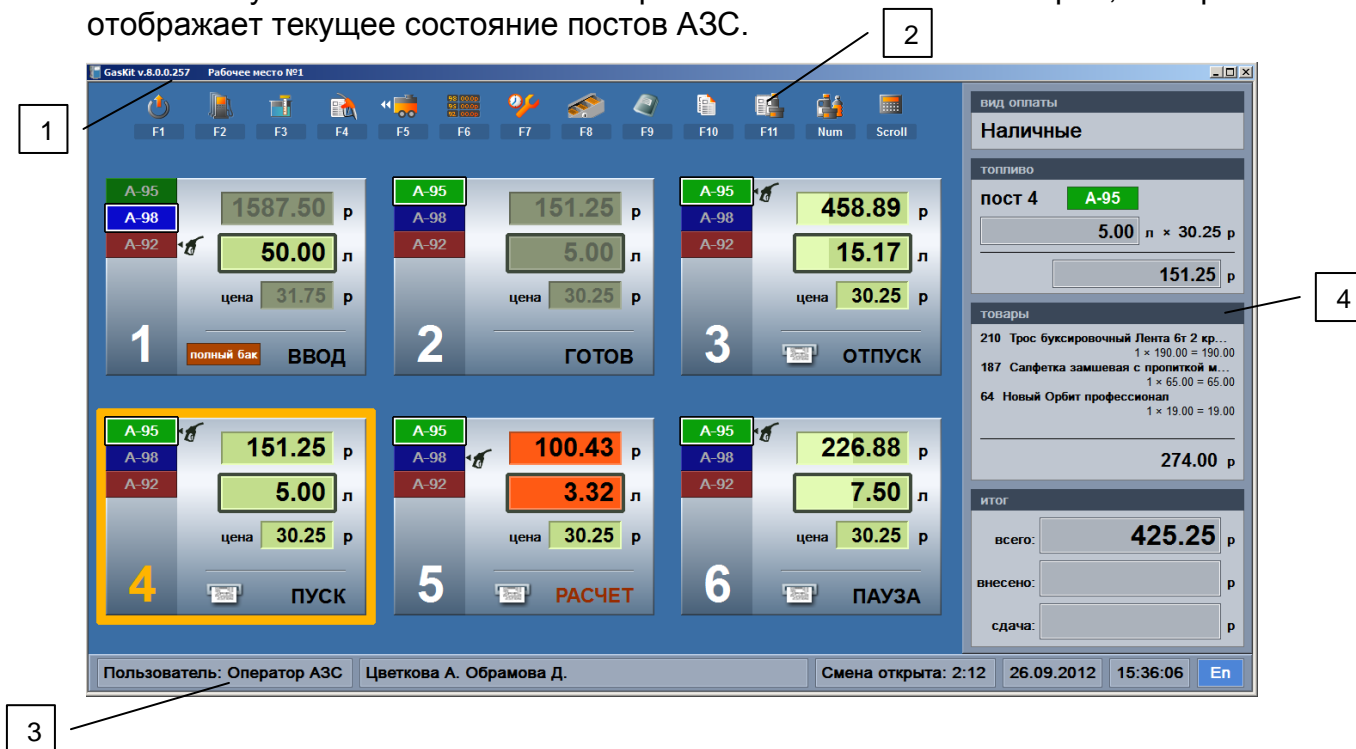 отображает текущее состояние постов АЗС.
2
GasKit v.8.0.0.257 Рабочее место №1
1
F1 F2 F3 F4 F5 F6 F7 F8 F9 F10 F11 Num Scroll
А-95
А-98
А-92
1587.50 р
50.00 л
цена 31.75 р
1
полный бак
ВВОД
А-95
А-98
А-92
151.25 р
5.00 л
цена 30.25 р
2
ГОТОВ
А-95
А-98
А-92
458.89 р
15.17 л
цена 30.25 р
3
ОТПУСК
А-95
А-98
А-92
151.25 р
5.00 л
цена 30.25 р
4
ПУСК
А-95
А-98
А-92
100.43 р
3.32 л
цена 30.25 р
5
РАСЧЕТ
А-95
А-98
А-92
226.88 р
7.50 л
цена 30.25 р
6
ПАУЗА
вид оплаты
Наличные
топливо
пост 4 А-95
5.00 л × 30.25 р
151.25 р
4
товары
210 Трос буксировочный Лента 6т 2 кр...
1 × 190.00 = 190.00
187 Салфетка замшевая с пропиткой м...
1 × 65.00 = 65.00
64 Новый Орбит профессионал
1 × 19.00 = 19.00
274.00 р
итог
всего: 425.25 р
внесено: р
сдача: р
Пользователь: Оператор АЗС Цветкова А. Обрамова Д. Смена открыта: 2:12 26.09.2012 15:36:06 En
3